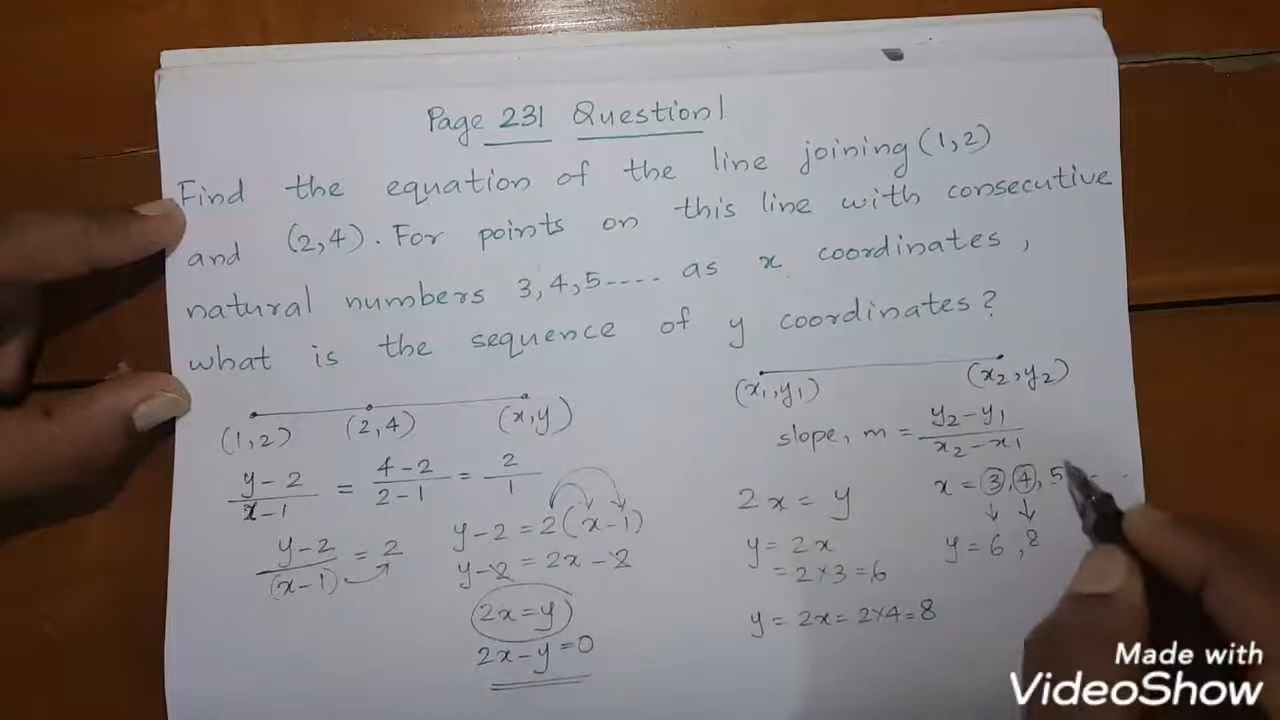 Page 231 Question 1
Find the equation of the line joining (1,2)
and (2,4). For points on this line with consecutive
natural numbers 3,4,5---- as x coordinates,
what is the sequence of y coordinates?
(1,2) (2,4) (x,y)
y-2/x-1 = 4-2/2-1 = 2/1
y-2/(x-1) = 2
y-2 = 2(x-1)
y-2 = 2x-2
2x=y
2x-y=0
(x₁,y₁) (x₂,y₂)
slope, m = y₂-y₁/x₂-x₁
2x = y
y = 2x
= 2×3=6
y = 2x = 2×4=8
x = 3,4,5
y = 6,8
Made with
VideoShow